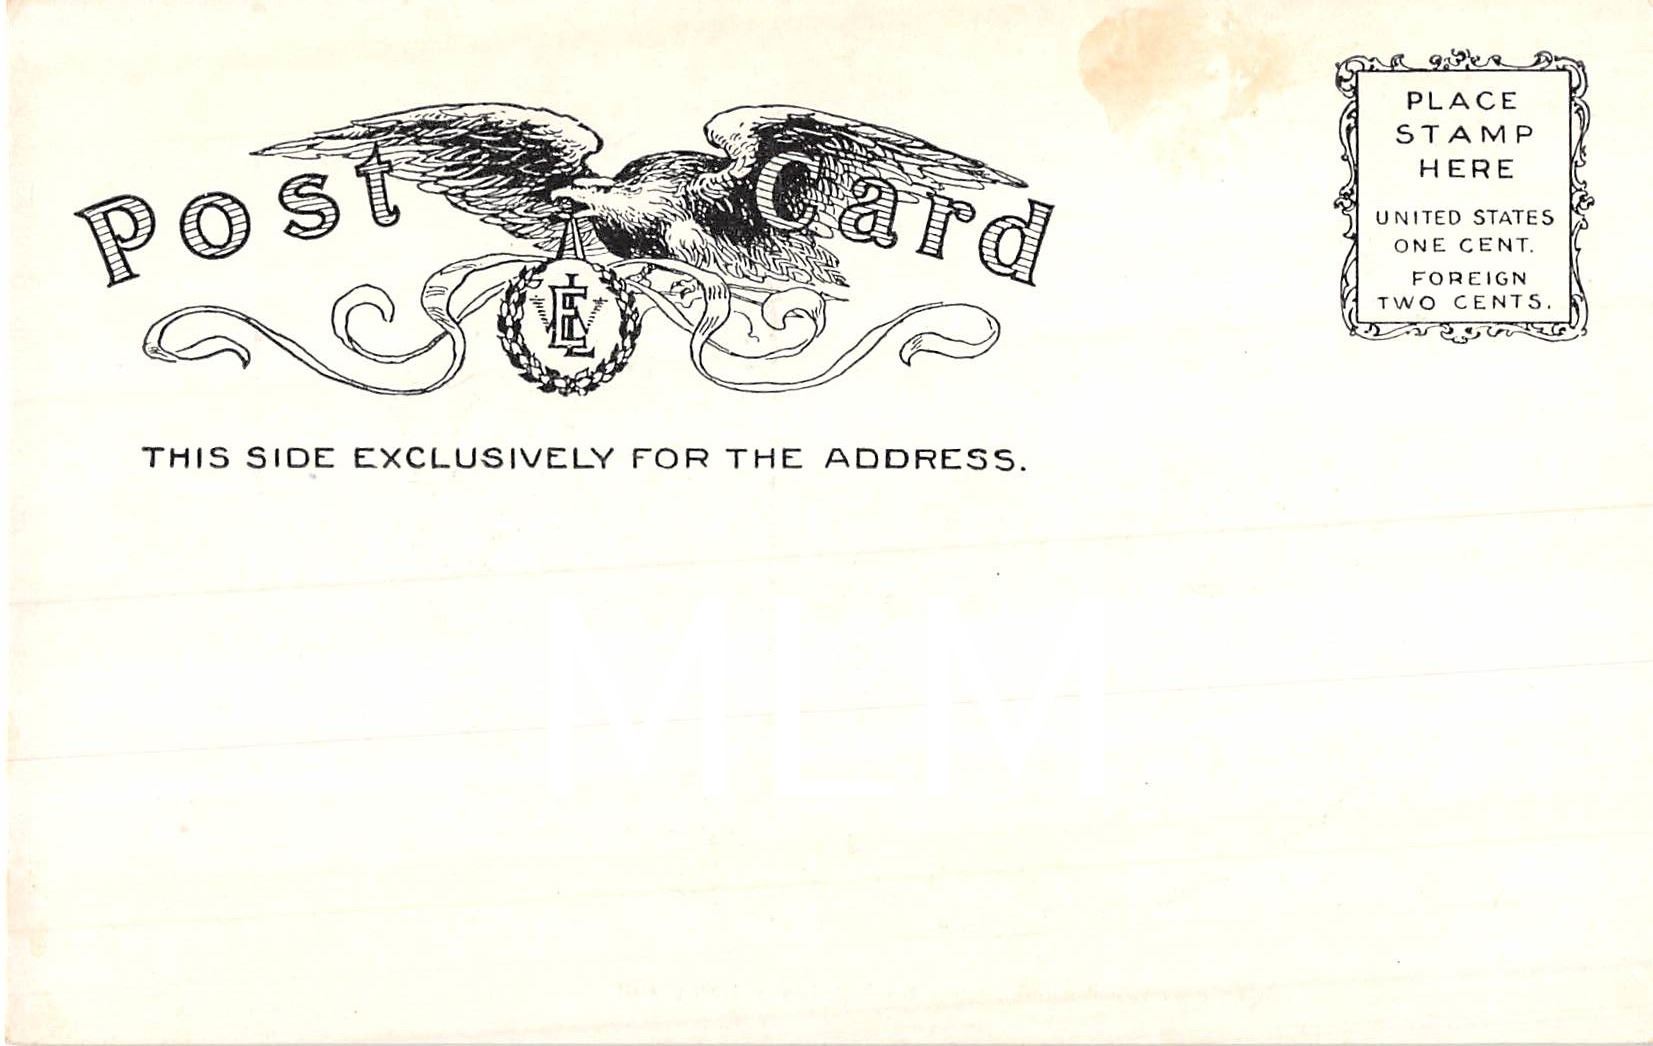 Post Card
PLACE
STAMP
HERE
UNITED STATES
ONE CENT.
FOREIGN
TWO CENTS.
THIS SIDE EXCLUSIVELY FOR THE ADDRESS.
MLM